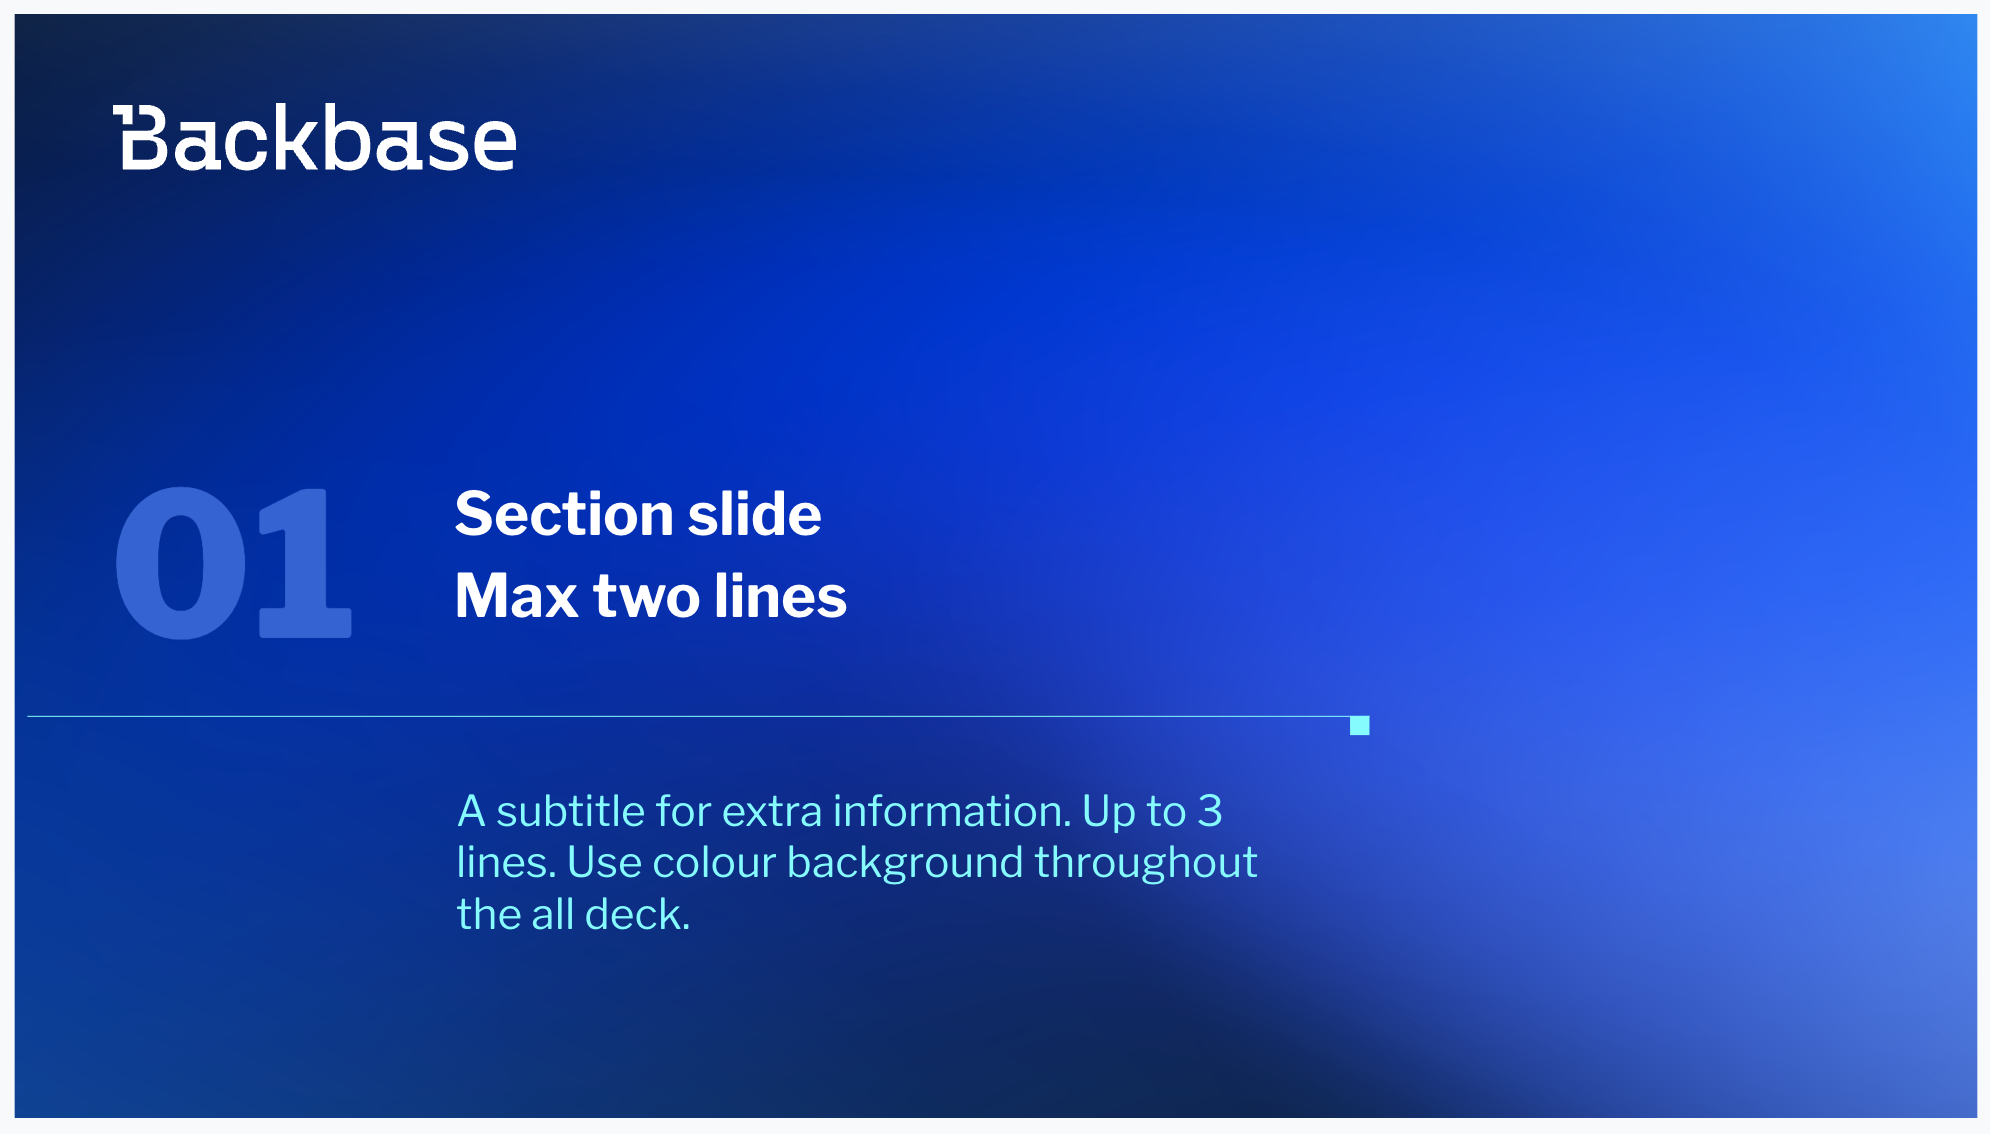 Backbase
01
Section slide
Max two lines
A subtitle for extra information. Up to 3
lines. Use colour background throughout
the all deck.